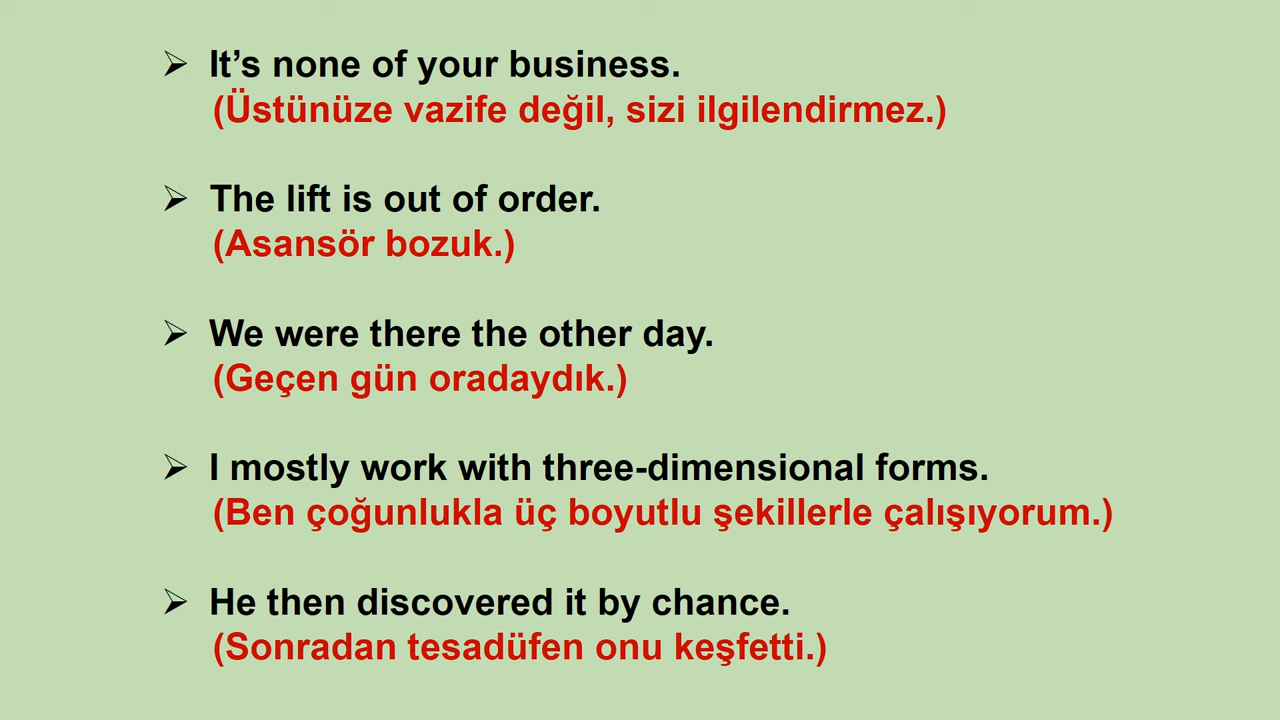 ➢ It’s none of your business.
(Üstünüze vazife değil, sizi ilgilendirmez.)
➢ The lift is out of order.
(Asansör bozuk.)
➢ We were there the other day.
(Geçen gün oradaydık.)
➢ I mostly work with three-dimensional forms.
(Ben çoğunlukla üç boyutlu şekillerle çalışıyorum.)
➢ He then discovered it by chance.
(Sonradan tesadüfen onu keşfetti.)